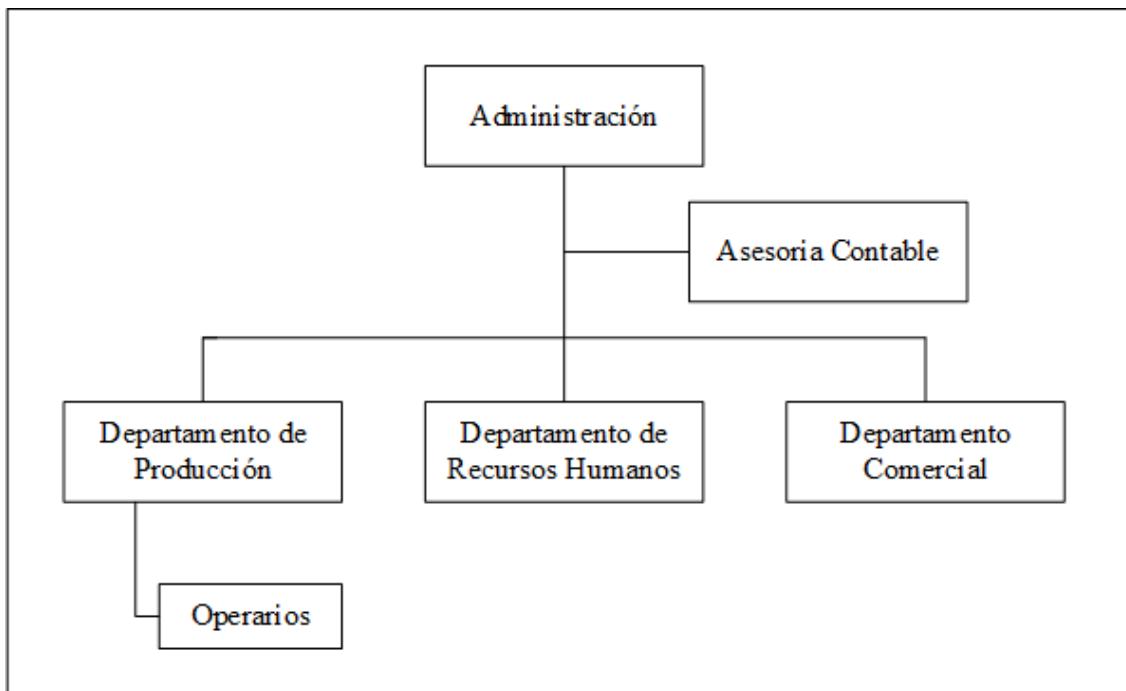 Administración
Asesoria Contable
Departamento de
Producción
Departamento de
Recursos Humanos
Departamento
Comercial
Operarios